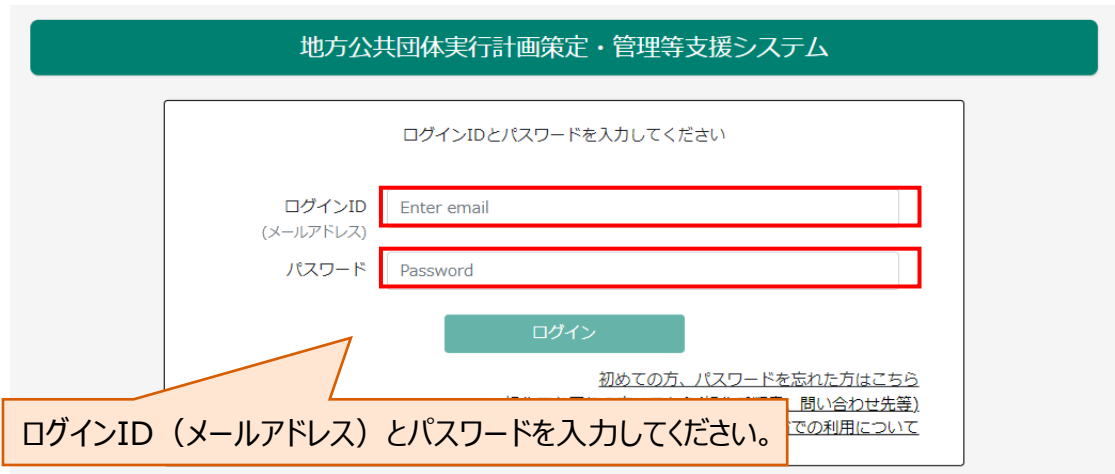 地方公共団体実行計画策定・管理等支援システム
ログインIDとパスワードを入力してください
ログインID
Enter email
(メールアドレス)
パスワード
Password
ログイン
初めての方、パスワードを忘れた方はこちら
問い合わせ先等)
での利用について
ログインID（メールアドレス）とパスワードを入力してください。